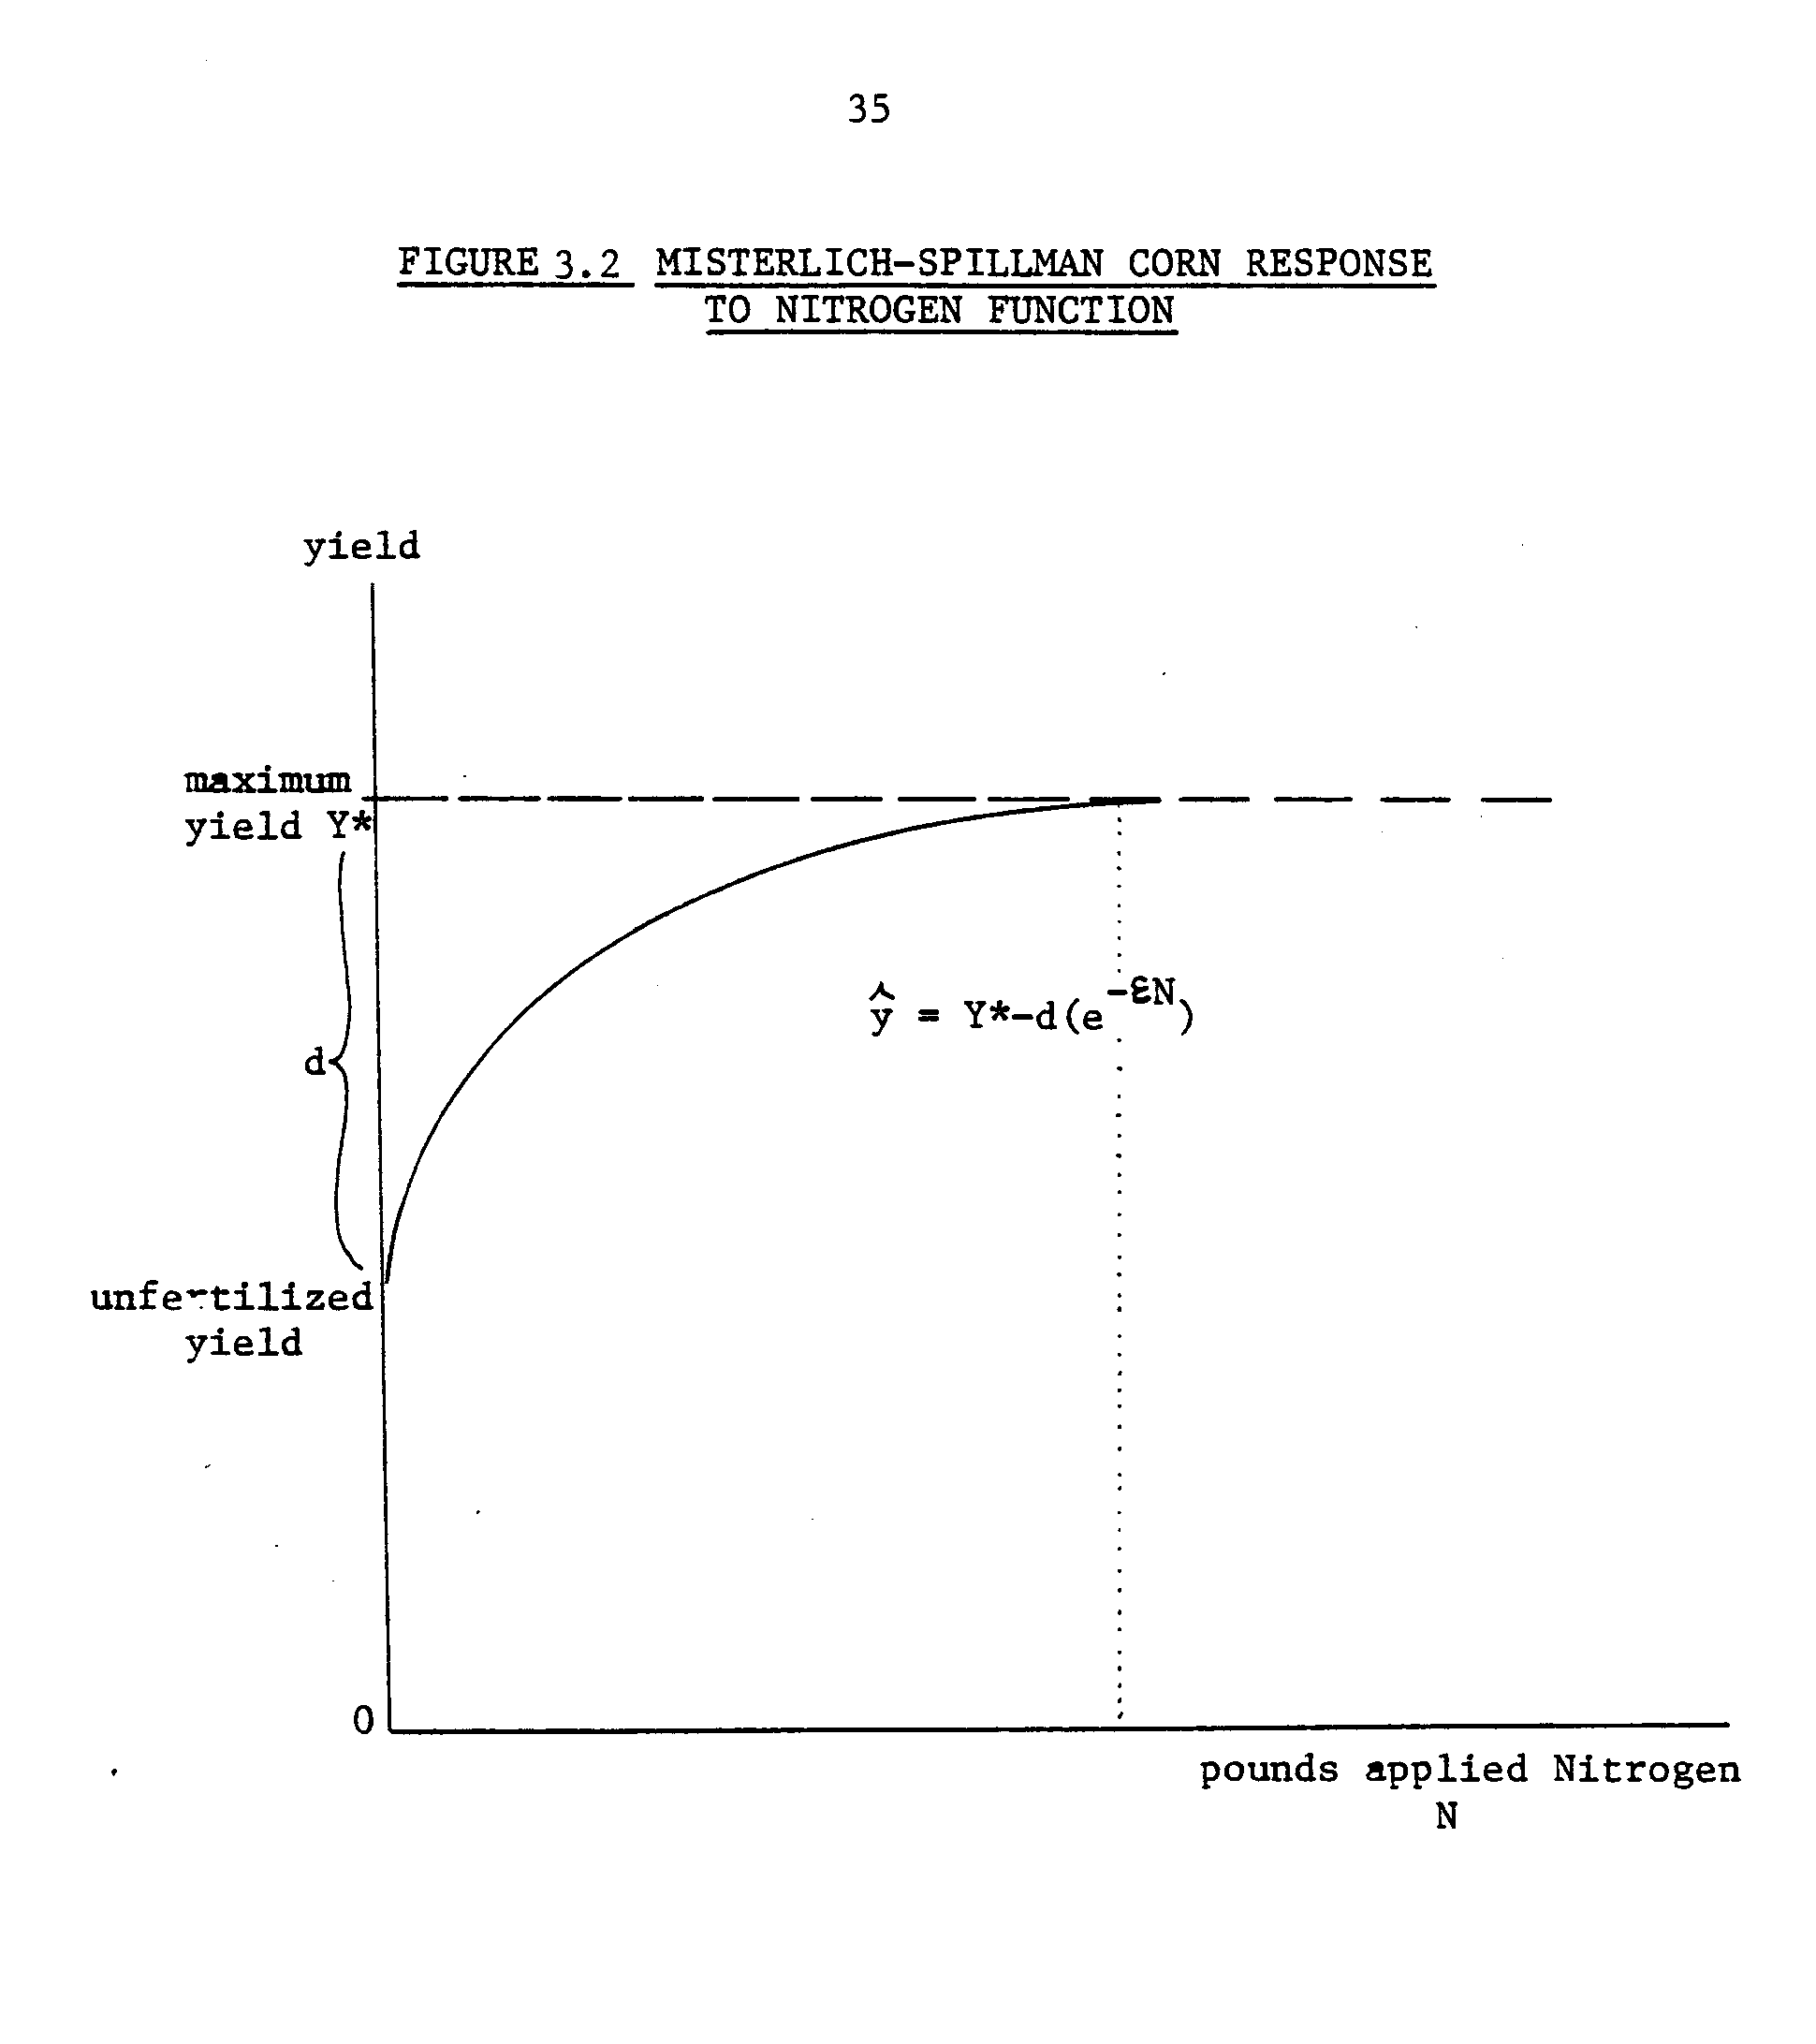 35
FIGURE 3.2 MISTERLICH-SPILLMAN CORN RESPONSE
TO NITROGEN FUNCTION
yield
maximum
yield Y*
ŷ = Y*-d(e^-εN)
d
unfertilized
yield
0
pounds applied Nitrogen
N